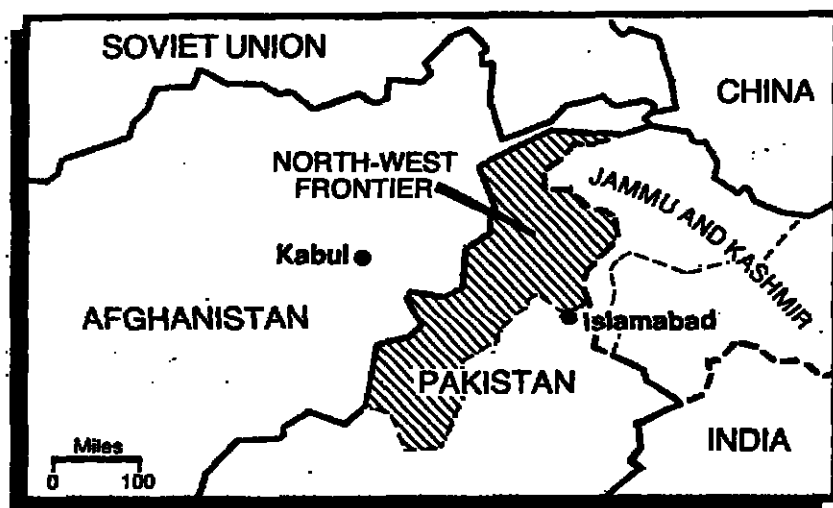 SOVIET UNION
CHINA
NORTH-WEST
FRONTIER
JAMMU AND KASHMIR
Kabul
AFGHANISTAN
Islamabad
PAKISTAN
INDIA
Miles
0 100